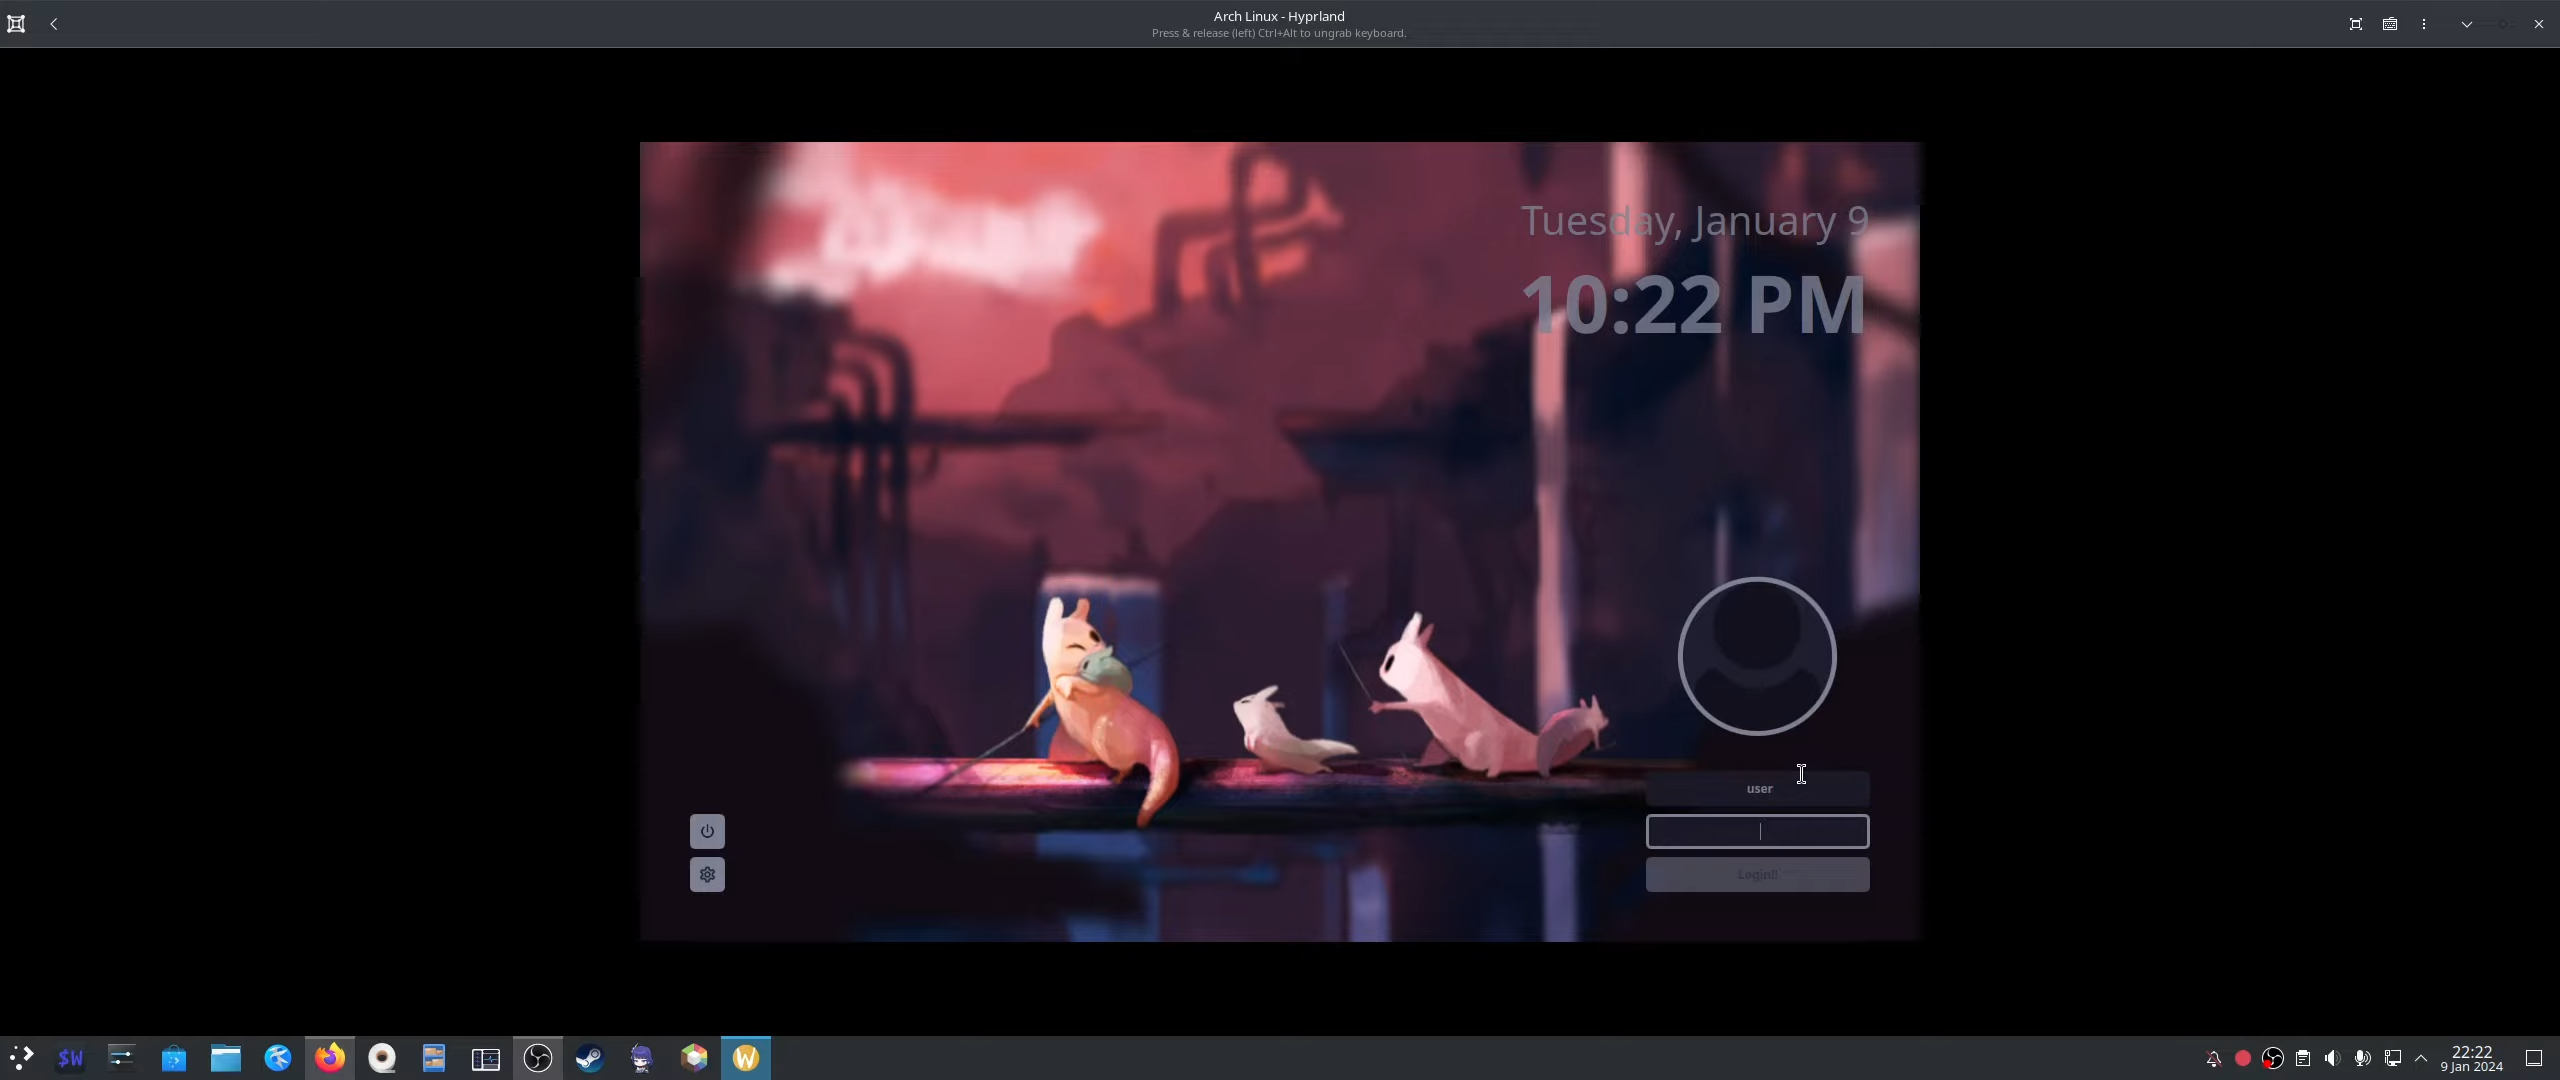 Arch Linux - Hyprland
Press & release (left) Ctrl+Alt to ungrab keyboard.
Tuesday, January 9
10:22 PM
user
Login!!
$W
W
22:22
9 Jan 2024